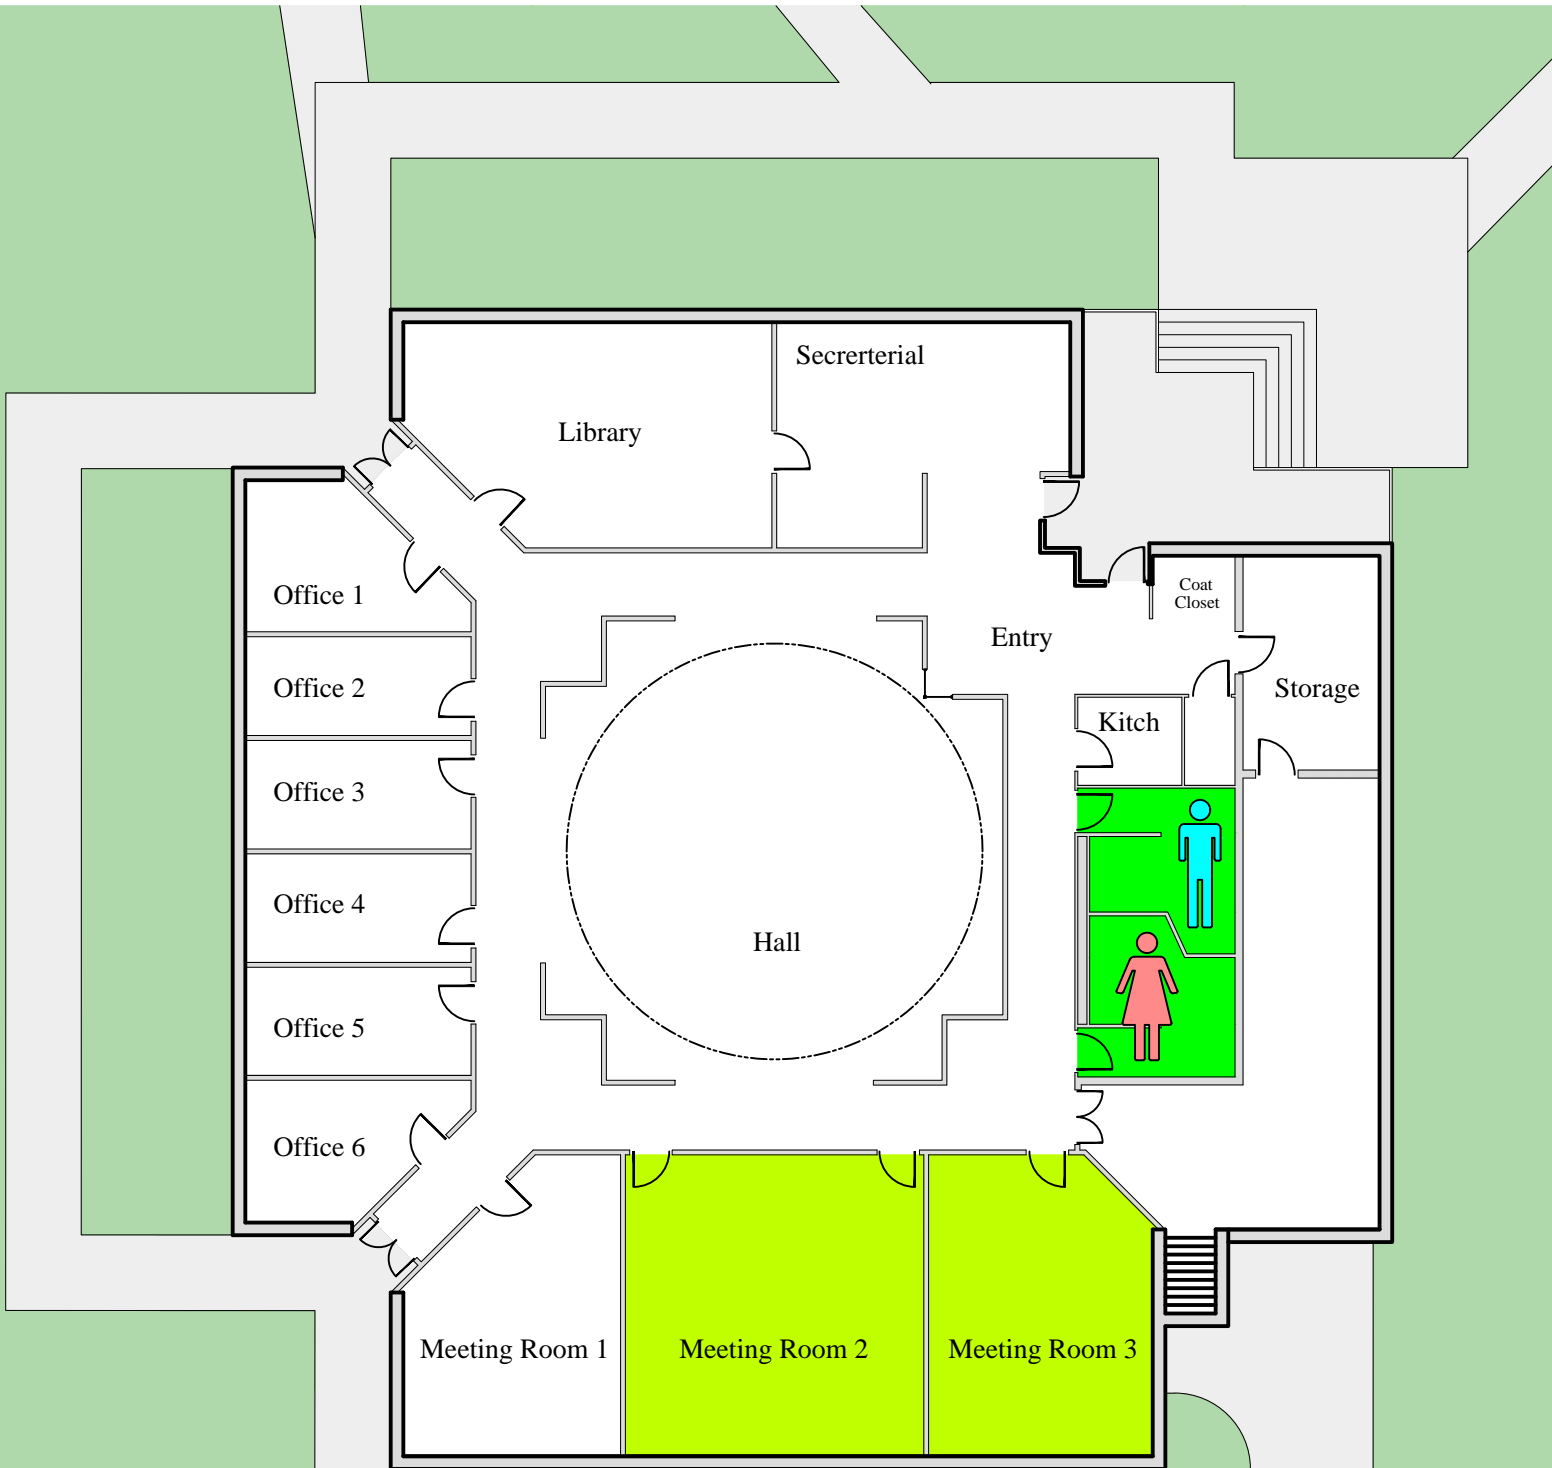 Secrerterial
Library
Coat
Closet
Office 1
Entry
Office 2
Storage
Kitch
Office 3
Office 4
Hall
Office 5
Office 6
Meeting Room 1
Meeting Room 2
Meeting Room 3